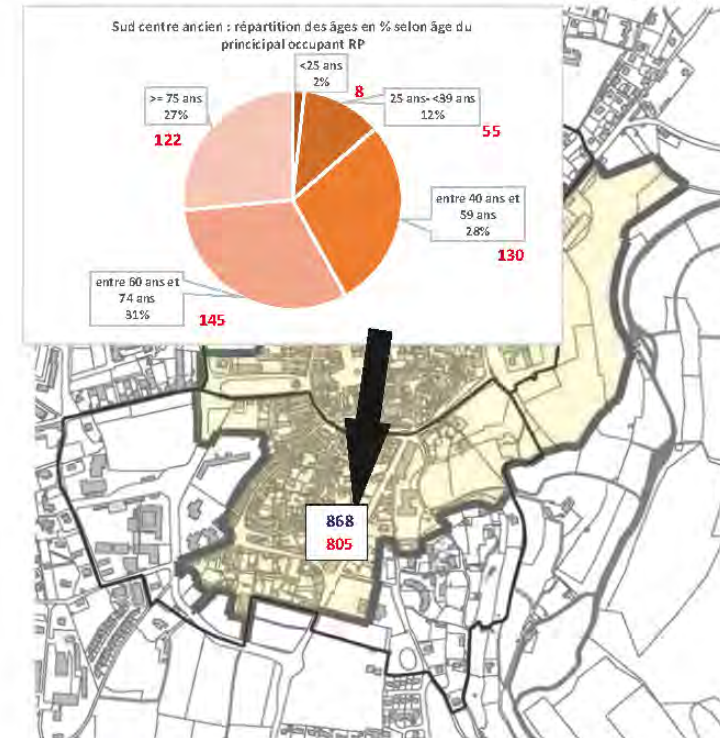 Sud centre ancien : répartition des âges en % selon âge du
princicipal occupant RP
<25 ans
2%
8
25 ans-<39 ans
12%
55
>= 75 ans
27%
122
entre 40 ans et
59 ans
28%
130
entre 60 ans et
74 ans
31%
145
868
805